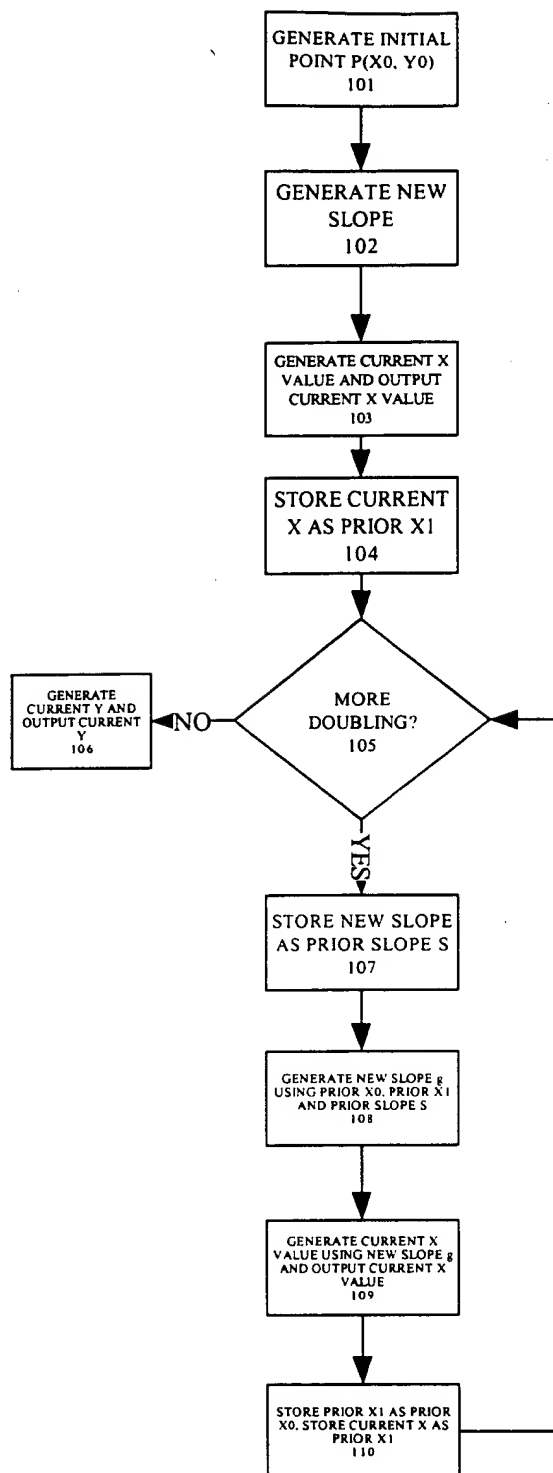 GENERATE INITIAL
POINT P(X0, Y0)
101
GENERATE NEW
SLOPE
102
GENERATE CURRENT X
VALUE AND OUTPUT
CURRENT X VALUE
103
STORE CURRENT
X AS PRIOR X1
104
MORE
DOUBLING?
105
NO
GENERATE
CURRENT Y AND
OUTPUT CURRENT
Y
106
YES
STORE NEW SLOPE
AS PRIOR SLOPE S
107
GENERATE NEW SLOPE g
USING PRIOR X0, PRIOR X1
AND PRIOR SLOPE S
108
GENERATE CURRENT X
VALUE USING NEW SLOPE g
AND OUTPUT CURRENT X
VALUE
109
STORE PRIOR X1 AS PRIOR
X0, STORE CURRENT X AS
PRIOR X1
110